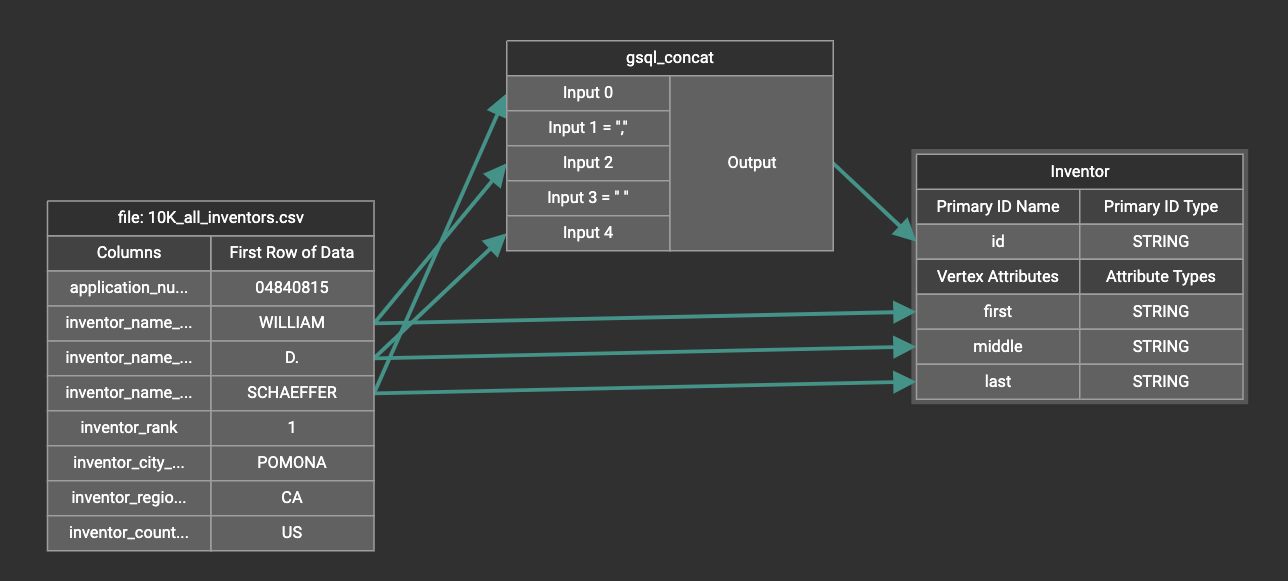 gsql_concat
Input 0
Input 1 = ","
Input 2
Input 3 = " "
Input 4
Output
file: 10K_all_inventors.csv
Columns First Row of Data
application_nu... 04840815
inventor_name_... WILLIAM
inventor_name_... D.
inventor_name_... SCHAEFFER
inventor_rank 1
inventor_city_... POMONA
inventor_regio... CA
inventor_count... US
Inventor
Primary ID Name Primary ID Type
id STRING
Vertex Attributes Attribute Types
first STRING
middle STRING
last STRING